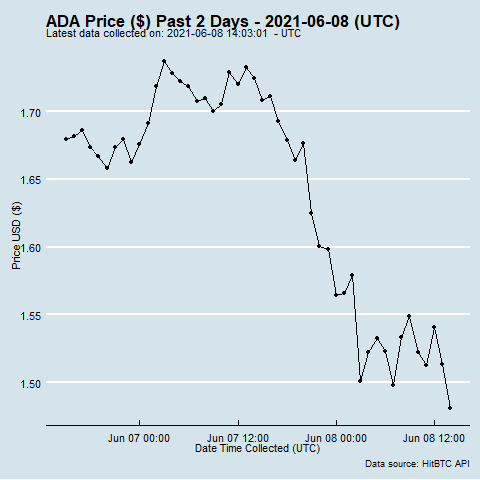 ADA Price ($) Past 2 Days - 2021-06-08 (UTC)
Latest data collected on: 2021-06-08 14:03:01 - UTC
1.70
1.65
1.60
1.55
1.50
Price USD ($)
Jun 07 00:00 Jun 07 12:00 Jun 08 00:00 Jun 08 12:00
Date Time Collected (UTC)
Data source: HitBTC API